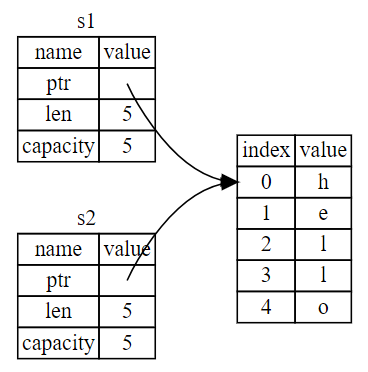 s1
name value
ptr
len 5
capacity 5
s2
name value
ptr
len 5
capacity 5
index value
0 h
1 e
2 l
3 l
4 o